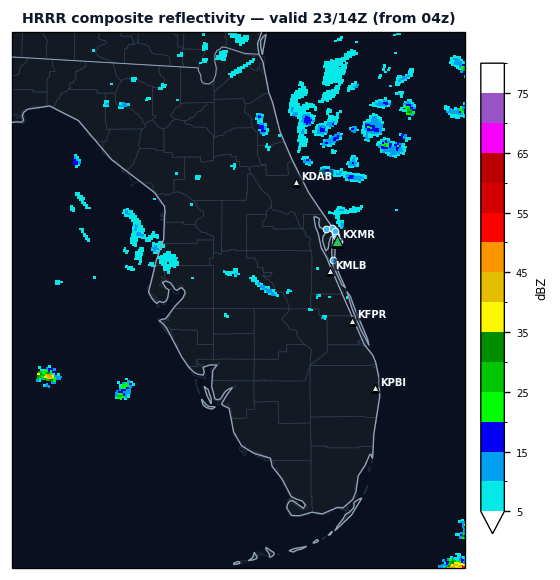 HRRR composite reflectivity — valid 23/14Z (from 04z)
75
65
55
45
35
25
15
5
dBZ
KDAB
KXMR
KMLB
KFPR
KPBI